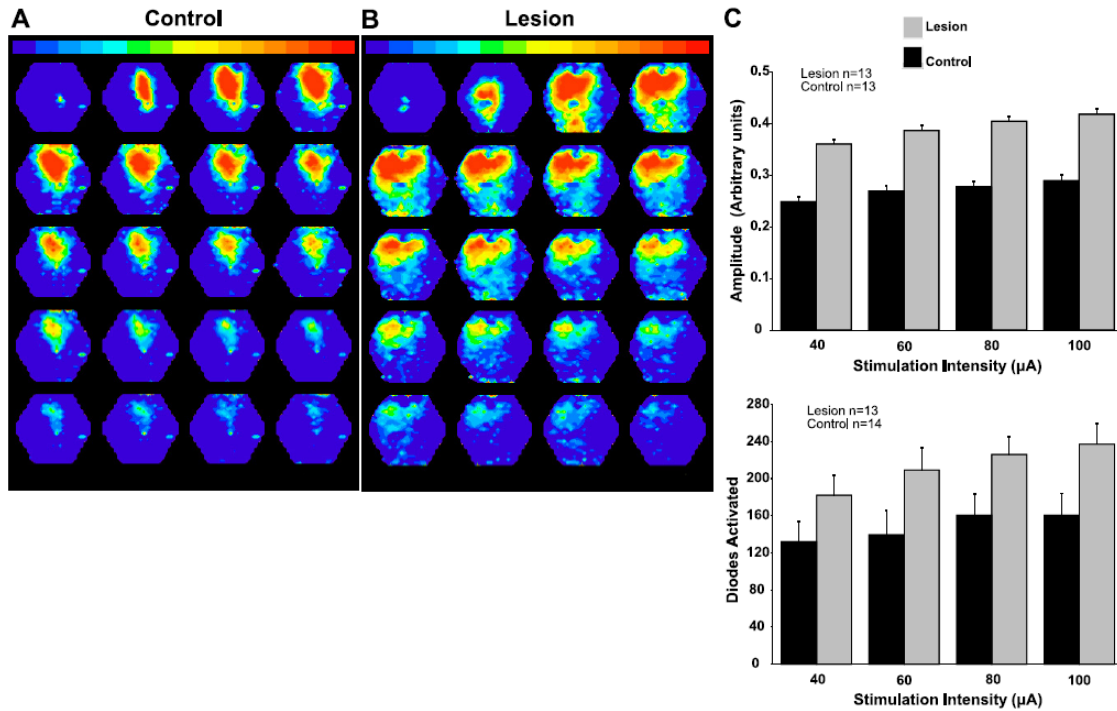 A
Control
B
Lesion
C
Lesion
Control
Lesion n=13
Control n=13
0.5
0.4
0.3
0.2
0.1
0
Amplitude (Arbitrary units)
40
60
80
100
Stimulation Intensity (µA)
Lesion n=13
Control n=14
280
240
200
160
120
80
40
0
Diodes Activated
40
60
80
100
Stimulation Intensity (µA)